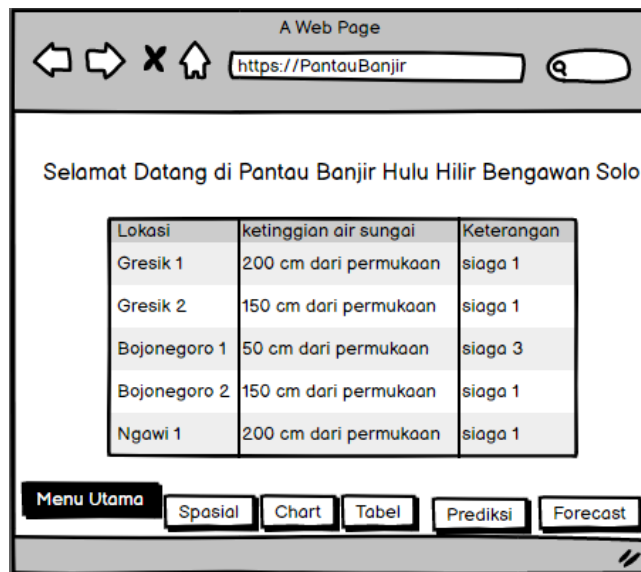 A Web Page
https://PantauBanjir
Selamat Datang di Pantau Banjir Hulu Hilir Bengawan Solo
Lokasi ketinggian air sungai Keterangan
Gresik 1 200 cm dari permukaan siaga 1
Gresik 2 150 cm dari permukaan siaga 1
Bojonegoro 1 50 cm dari permukaan siaga 3
Bojonegoro 2 150 cm dari permukaan siaga 1
Ngawi 1 200 cm dari permukaan siaga 1
Menu Utama Spasial Chart Tabel Prediksi Forecast